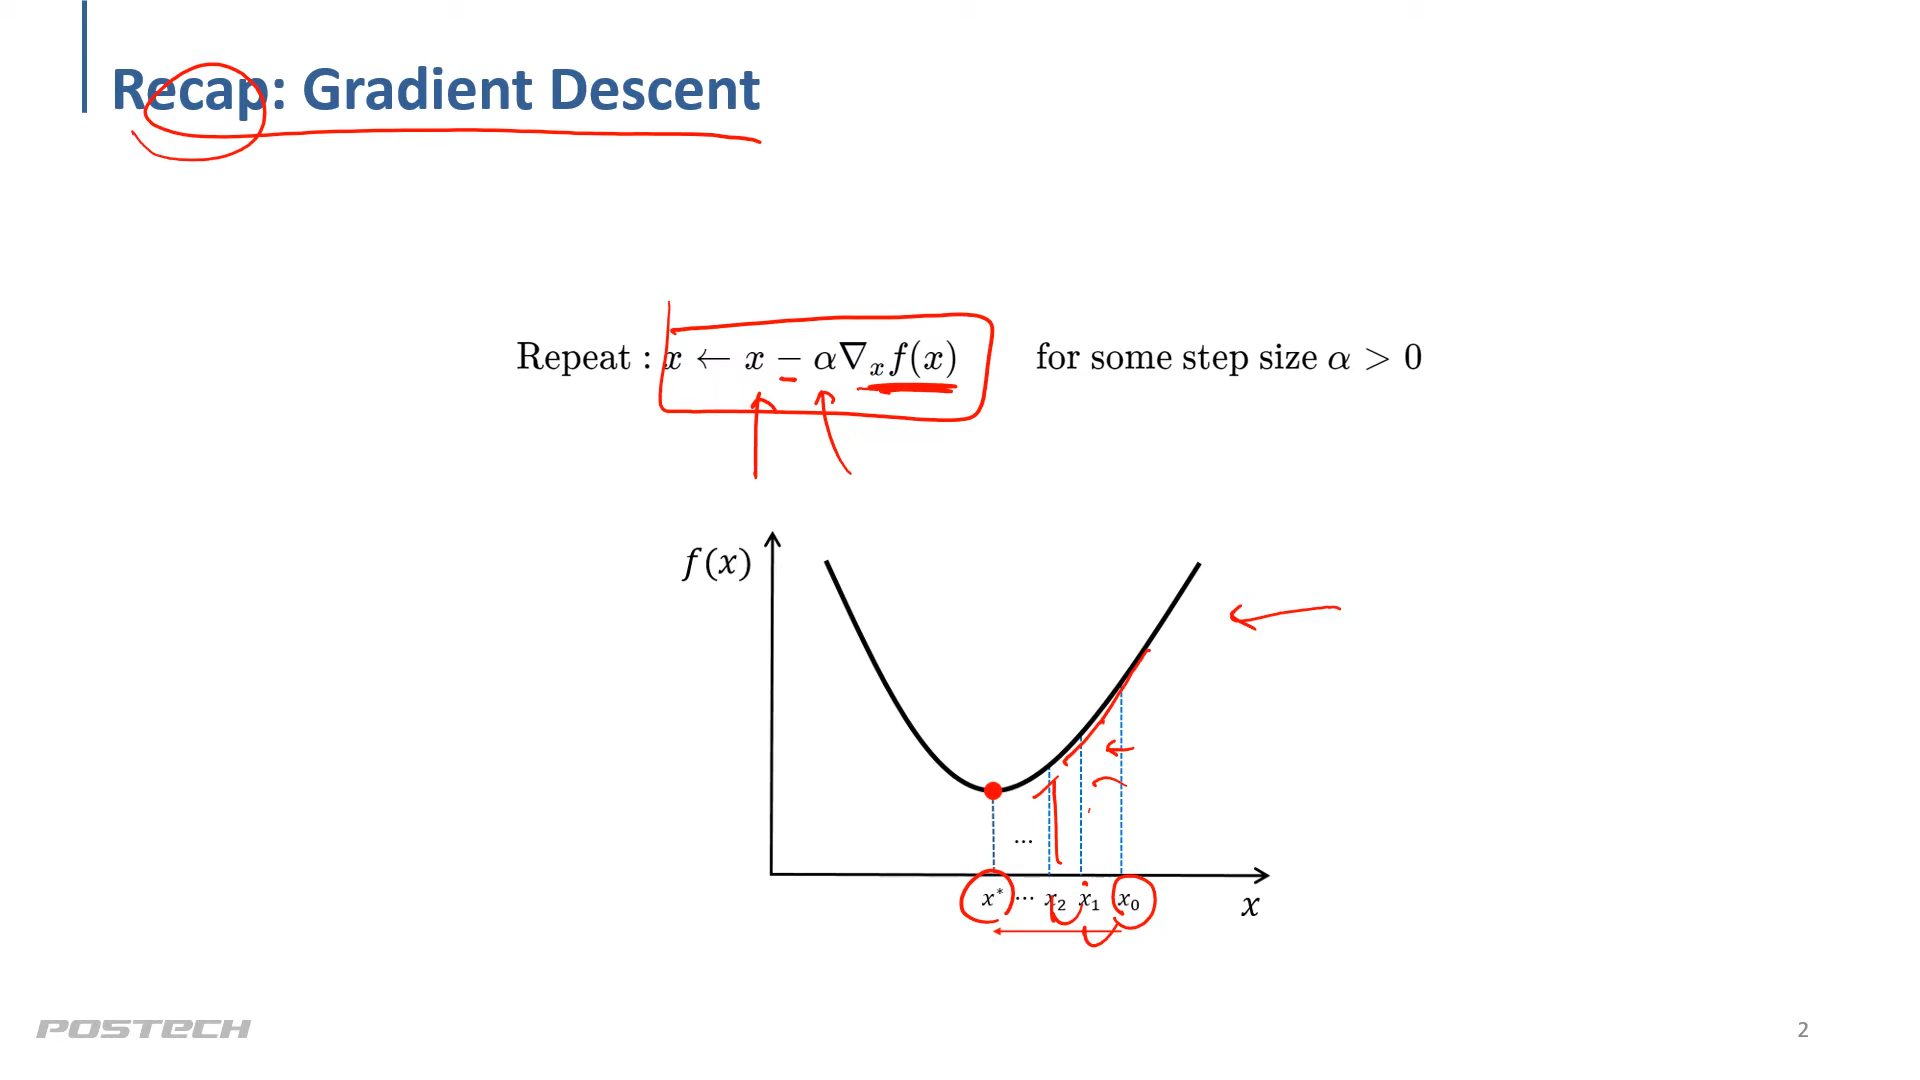 Recap: Gradient Descent
Repeat : x ← x − α∇ₓf(x) for some step size α > 0
f(x)
...
x* ⋯ x₂ x₁ x₀
x
POSTECH
2